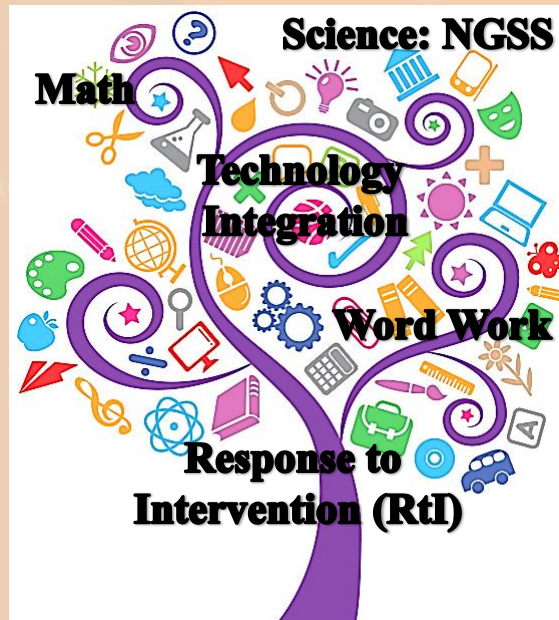 Science: NGSS
Math
Technology
Integration
Word Work
Response to
Intervention (RtI)
A